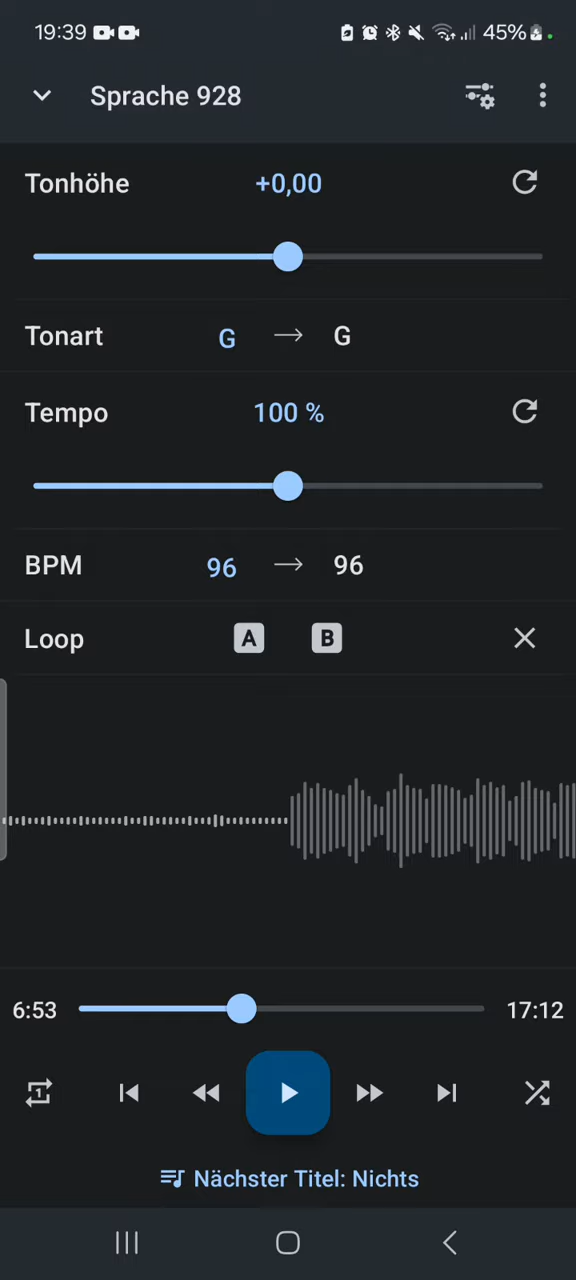 19:39 45%
Sprache 928
Tonhöhe +0,00
Tonart G → G
Tempo 100 %
BPM 96 → 96
Loop A B
6:53 17:12
1
Nächster Titel: Nichts